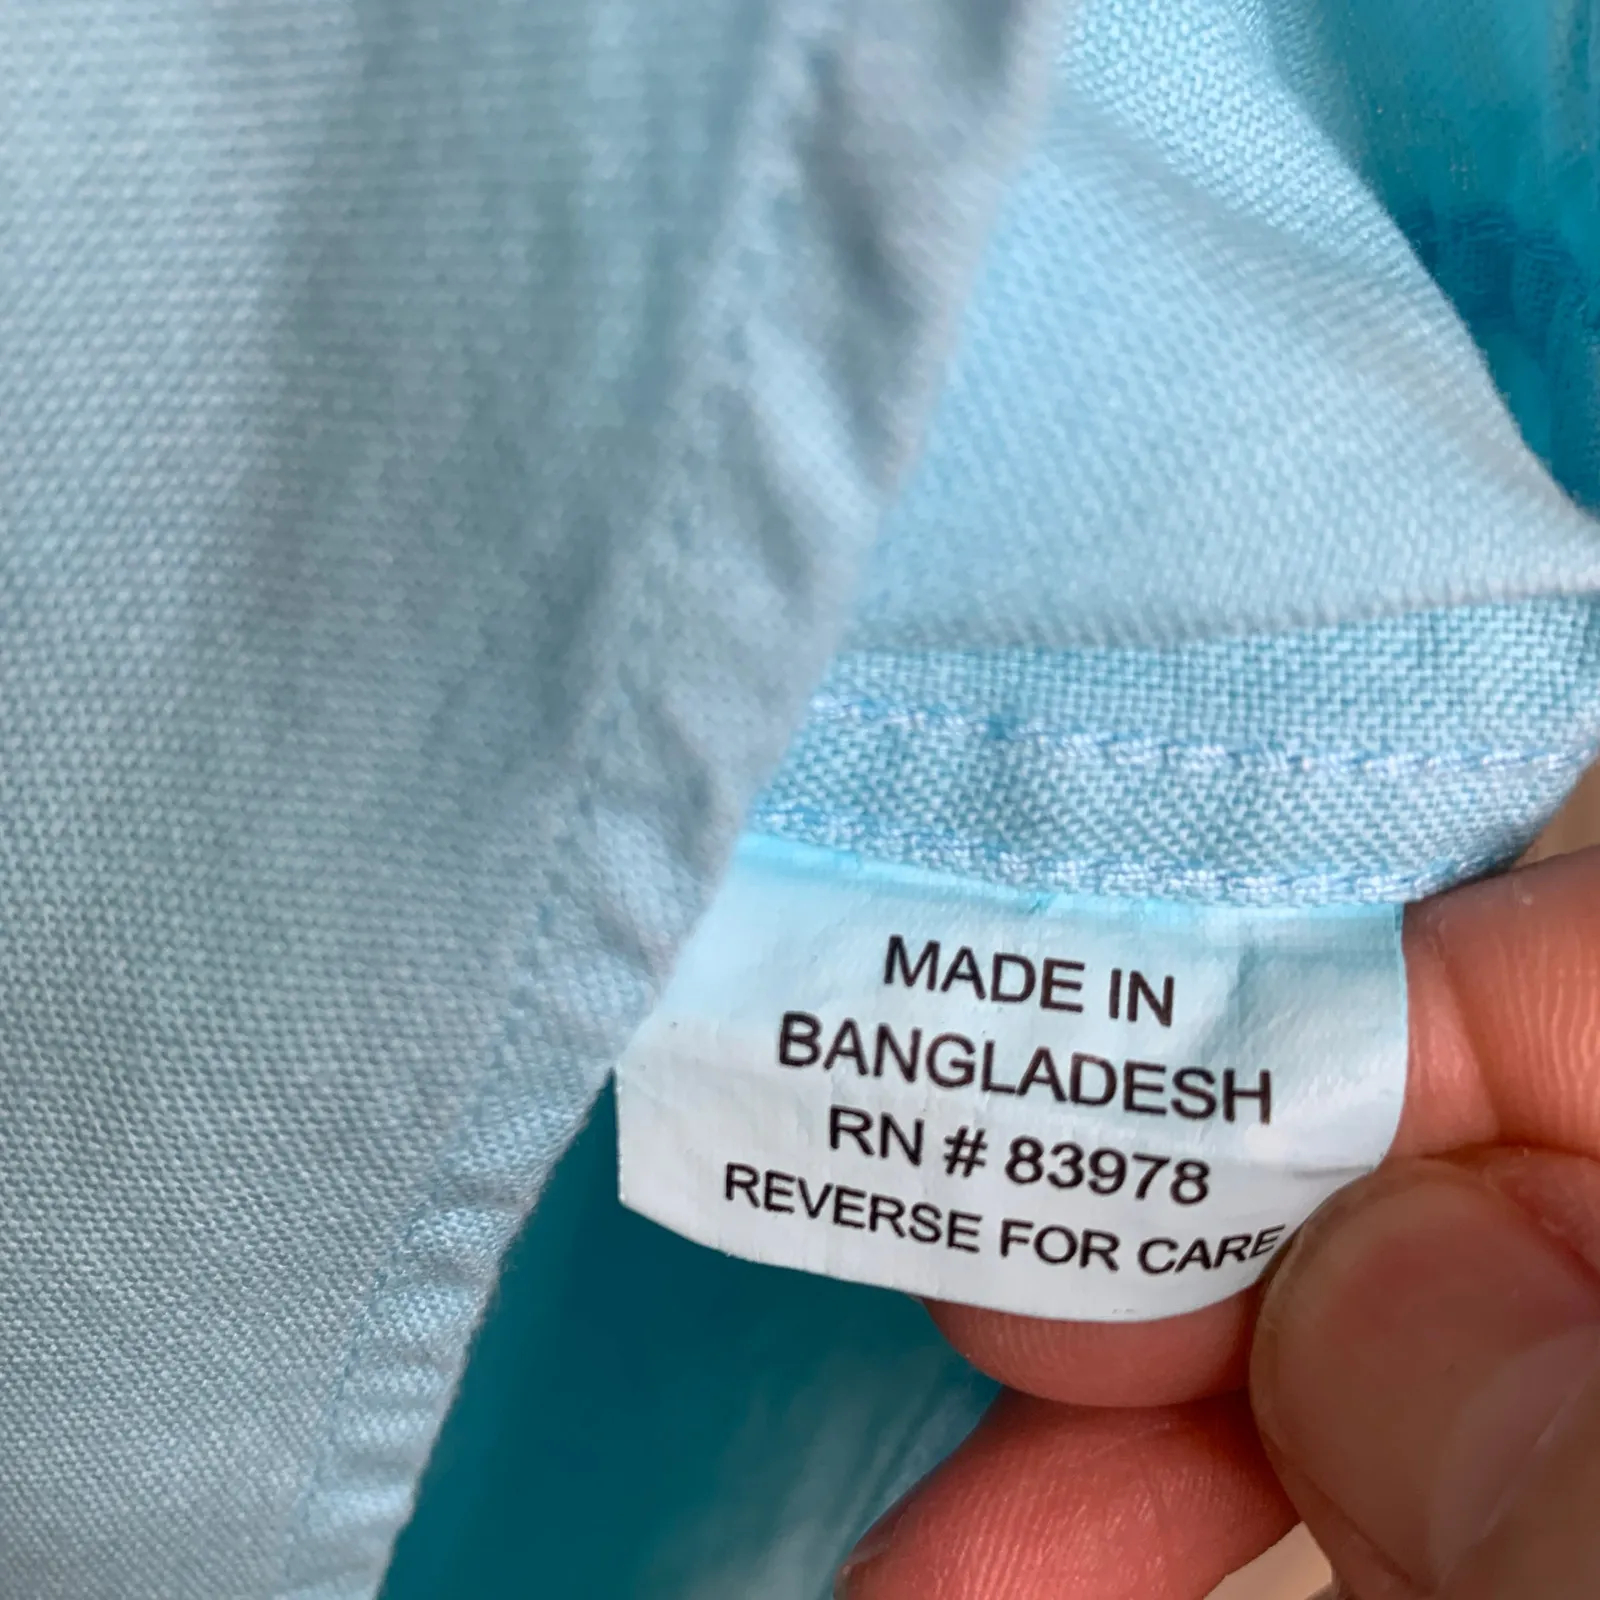 MADE IN
BANGLADESH
RN # 83978
REVERSE FOR CARE